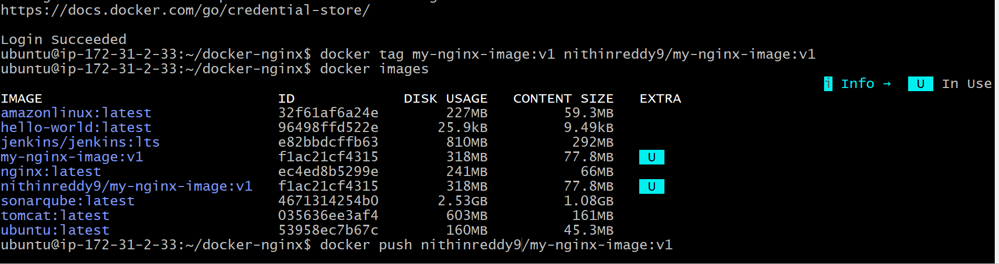 https://docs.docker.com/go/credential-store/
Login Succeeded
ubuntu@ip-172-31-2-33:~/docker-nginx$ docker tag my-nginx-image:v1 nithinreddy9/my-nginx-image:v1
ubuntu@ip-172-31-2-33:~/docker-nginx$ docker images
i Info → U In Use
IMAGE ID DISK USAGE CONTENT SIZE EXTRA
amazonlinux:latest 32f61af6a24e 227MB 59.3MB
hello-world:latest 96498ffd522e 25.9kB 9.49kB
jenkins/jenkins:lts e82bbdcffb63 810MB 292MB
my-nginx-image:v1 f1ac21cf4315 318MB 77.8MB U
nginx:latest ec4ed8b5299e 241MB 66MB
nithinreddy9/my-nginx-image:v1 f1ac21cf4315 318MB 77.8MB U
sonarqube:latest 4671314254b0 2.53GB 1.08GB
tomcat:latest 035636ee3af4 603MB 161MB
ubuntu:latest 53958ec7b67c 160MB 45.3MB
ubuntu@ip-172-31-2-33:~/docker-nginx$ docker push nithinreddy9/my-nginx-image:v1